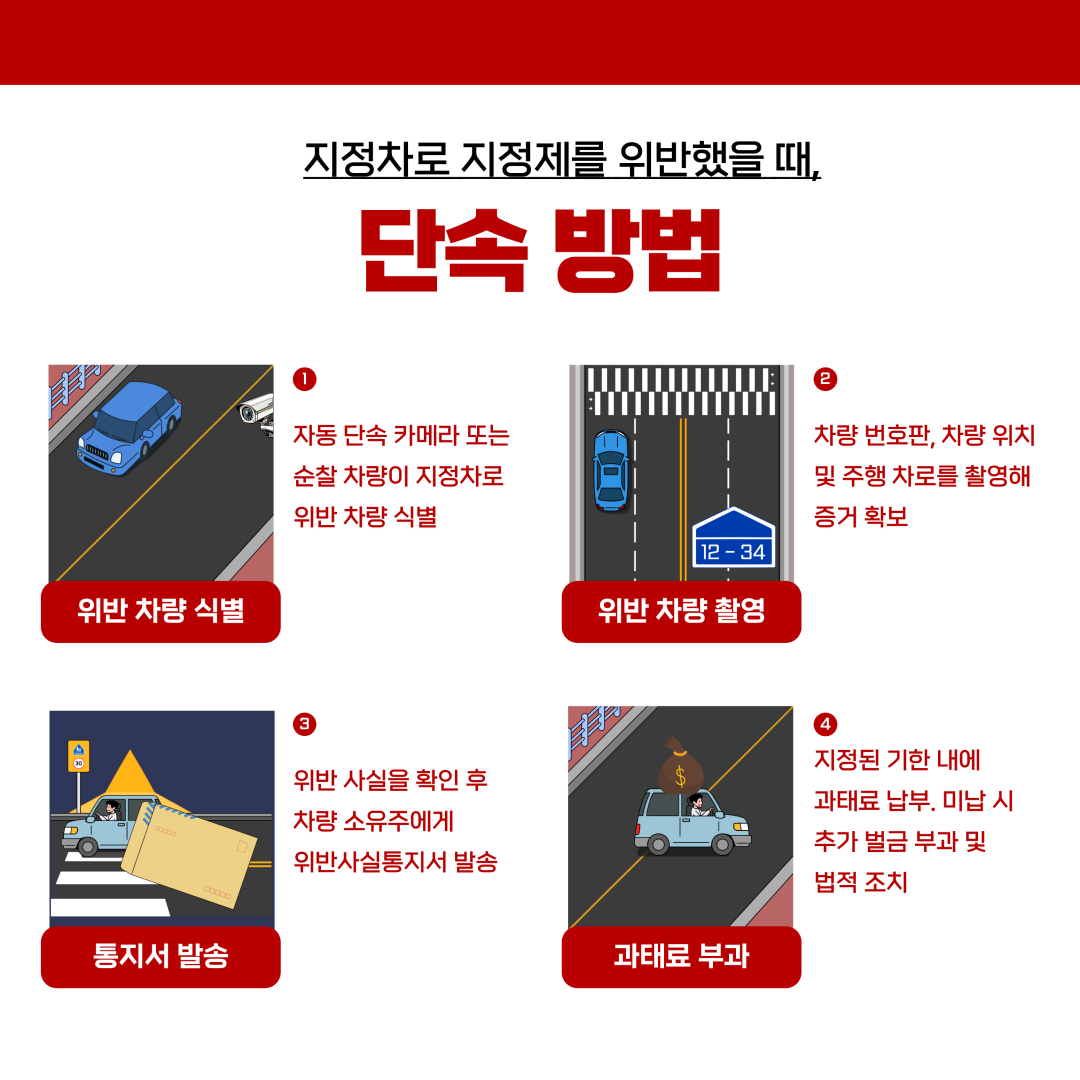 지정차로 지정제를 위반했을 때,
단속 방법
1
자동 단속 카메라 또는
순찰 차량이 지정차로
위반 차량 식별
위반 차량 식별
2
차량 번호판, 차량 위치
및 주행 차로를 촬영해
증거 확보
12 - 34
위반 차량 촬영
3
위반 사실을 확인 후
차량 소유주에게
위반사실통지서 발송
30
통지서 발송
4
지정된 기한 내에
과태료 납부. 미납 시
추가 벌금 부과 및
법적 조치
$
과태료 부과